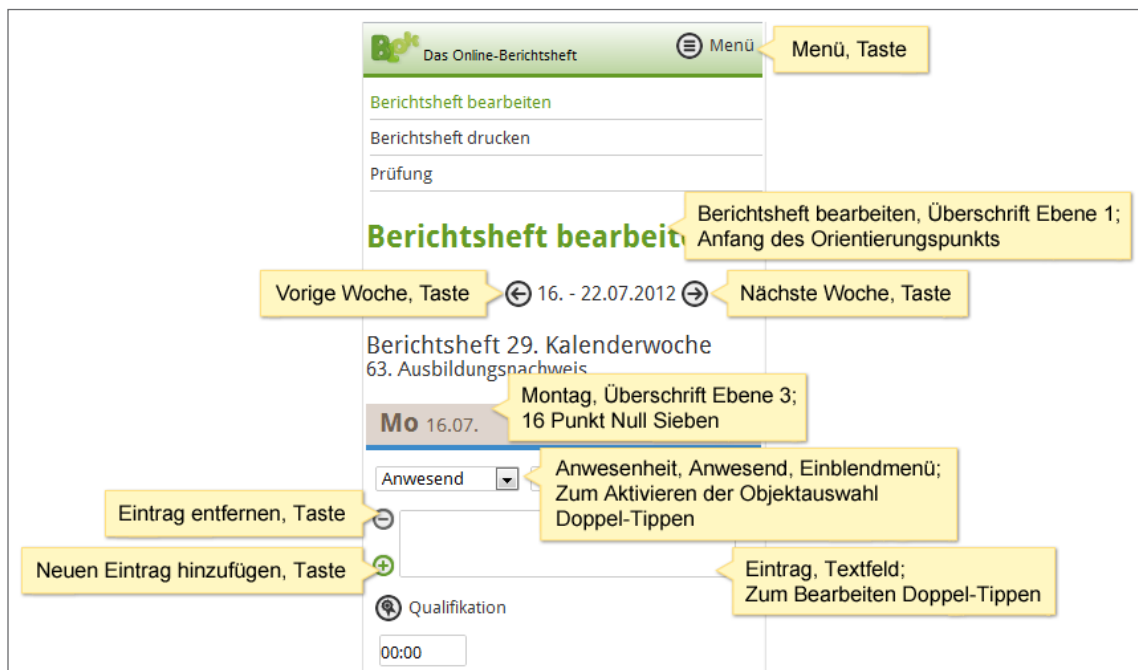 Blok Das Online-Berichtsheft
Menü
Menü, Taste
Berichtsheft bearbeiten
Berichtsheft drucken
Prüfung
Berichtsheft bearbeiten, Überschrift Ebene 1;
Anfang des Orientierungspunkts
Berichtsheft bearbeite
Vorige Woche, Taste
16. - 22.07.2012
Nächste Woche, Taste
Berichtsheft 29. Kalenderwoche
63. Ausbildungsnachweis
Montag, Überschrift Ebene 3;
16 Punkt Null Sieben
Mo 16.07.
Anwesenheit, Anwesend, Einblendmenü;
Zum Aktivieren der Objektauswahl
Doppel-Tippen
Anwesend
Eintrag entfernen, Taste
Neuen Eintrag hinzufügen, Taste
Eintrag, Textfeld;
Zum Bearbeiten Doppel-Tippen
Qualifikation
00:00